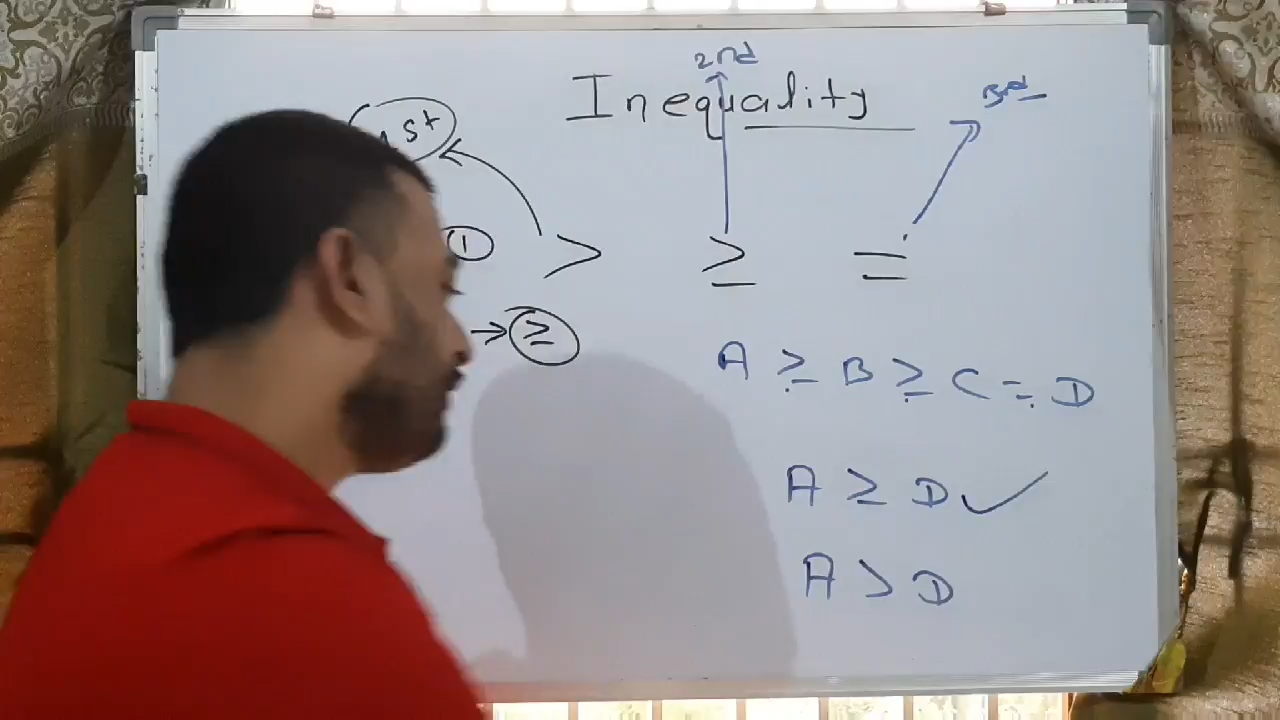 2nd
Inequality
3rd
1st
① > ≥ =
→ ≥
A ≥ B ≥ C = D
A ≥ D ✓
A > D